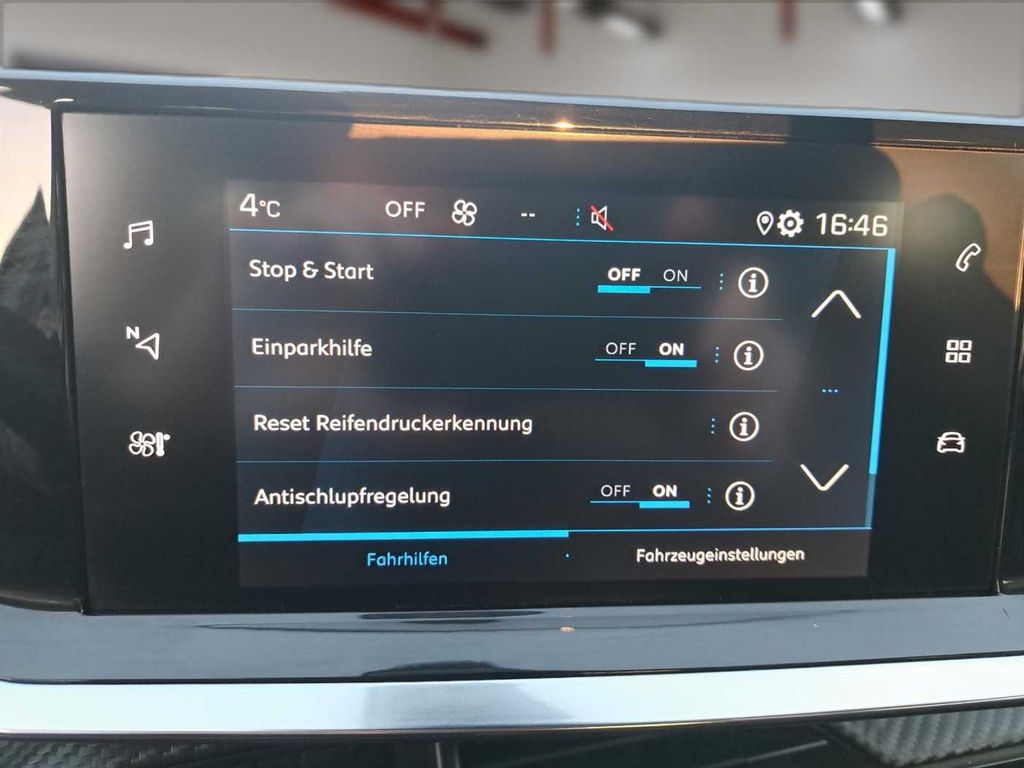 4°C OFF -- 16:46
Stop & Start OFF ON
N
Einparkhilfe OFF ON
Reset Reifendruckerkennung
Antischlupfregelung OFF ON
Fahrhilfen Fahrzeugeinstellungen